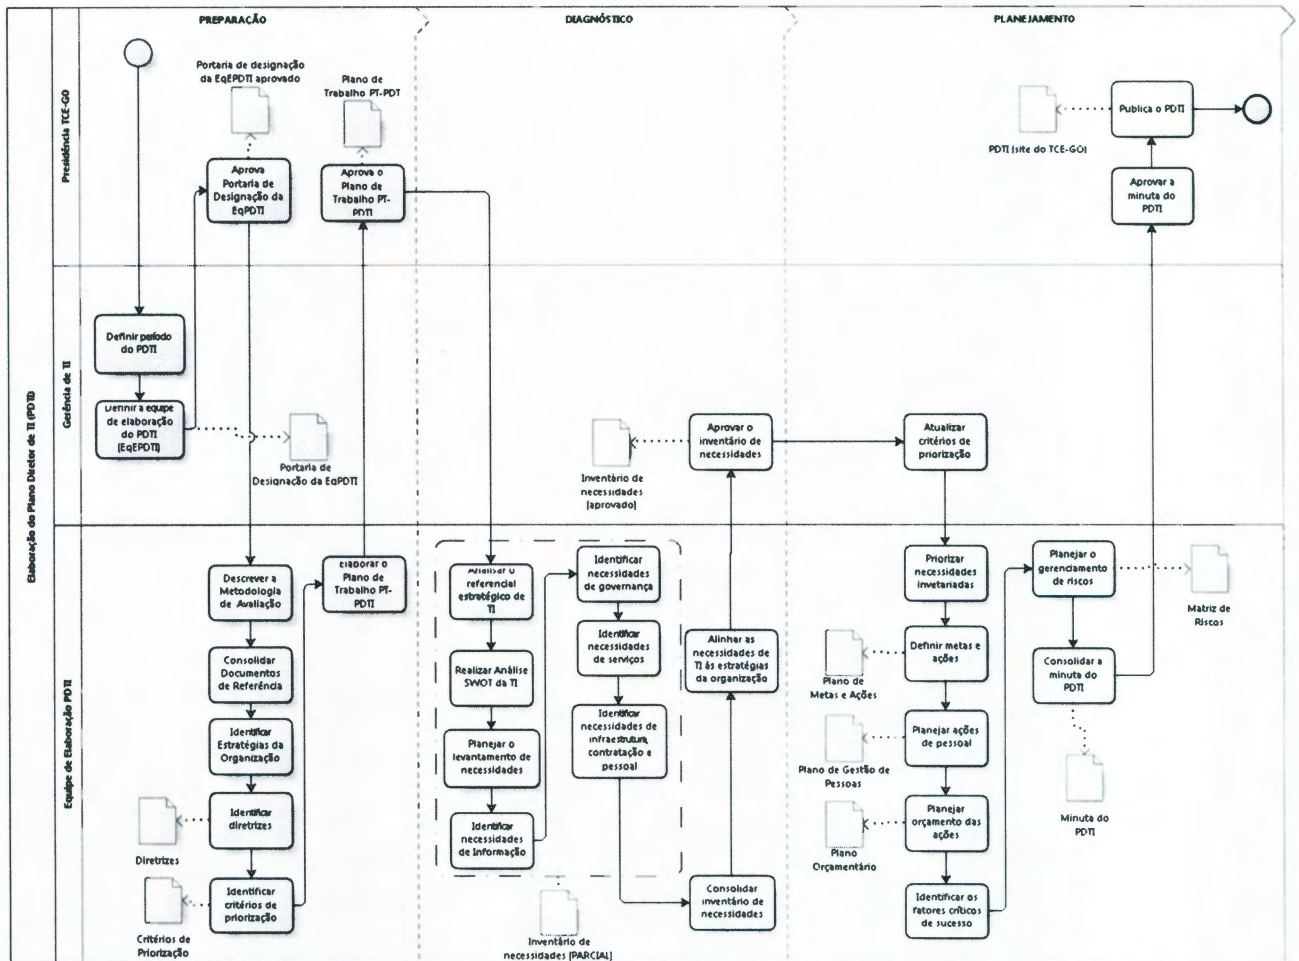 PREPARAÇÃO
DIAGNÓSTICO
PLANEJAMENTO
Elaboração do Plano Diretor de TI (PDTI)
Presidência TCE-GO
Portaria de designação
da EqEPDTI aprovado
Plano de
Trabalho PT-PDT
Aprova
Portaria de
Designação da
EqPDTI
Aprova o
Plano de
Trabalho PT-
PDTI
PDTI (site do TCE-GO)
Publica o PDTI
Aprovar a
minuta do
PDTI
Gerência de TI
Definir período
do PDTI
Definir a equipe
de elaboração
do PDTI
(EqEPDTI)
Portaria de
Designação da EqPDTI
Inventário de
necessidades
(aprovado)
Aprovar o
inventário de
necessidades
Atualizar
critérios de
priorização
Equipe de Elaboração PDTI
Descrever a
Metodologia
de Avaliação
Consolidar
Documentos
de Referência
Identificar
Estratégias da
Organização
Identificar
diretrizes
Diretrizes
Identificar
critérios de
priorização
Critérios de
Priorização
Elaborar o
Plano de
Trabalho PT-
PDTI
Analisar o
referencial
estratégico de
TI
Realizar Análise
SWOT da TI
Planejar o
levantamento de
necessidades
Identificar
necessidades
de Informação
Identificar
necessidades
de governança
Identificar
necessidades
de serviços
Identificar
necessidades de
infraestrutura,
contratação e
pessoal
Inventário de
necessidades [PARCIAL]
Alinhar as
necessidades de
TI às estratégias
da organização
Consolidar
inventário de
necessidades
Priorizar
necessidades
invetariadas
Definir metas e
ações
Plano de
Metas e Ações
Planejar ações
de pessoal
Plano de Gestão de
Pessoas
Planejar
orçamento das
ações
Plano
Orçamentário
Identificar os
fatores críticos
de sucesso
Planejar o
gerenciamento
de riscos
Matriz de
Riscos
Consolidar a
minuta do
PDTI
Minuta do
PDTI